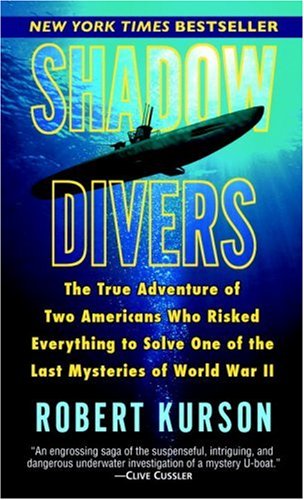 NEW YORK TIMES BESTSELLER
SHADOW
DIVERS
The True Adventure of
Two Americans Who Risked
Everything to Solve One of the
Last Mysteries of World War II
ROBERT KURSON
"An engrossing saga of the suspenseful, intriguing, and
dangerous underwater investigation of a mystery U-boat."
—CLIVE CUSSLER